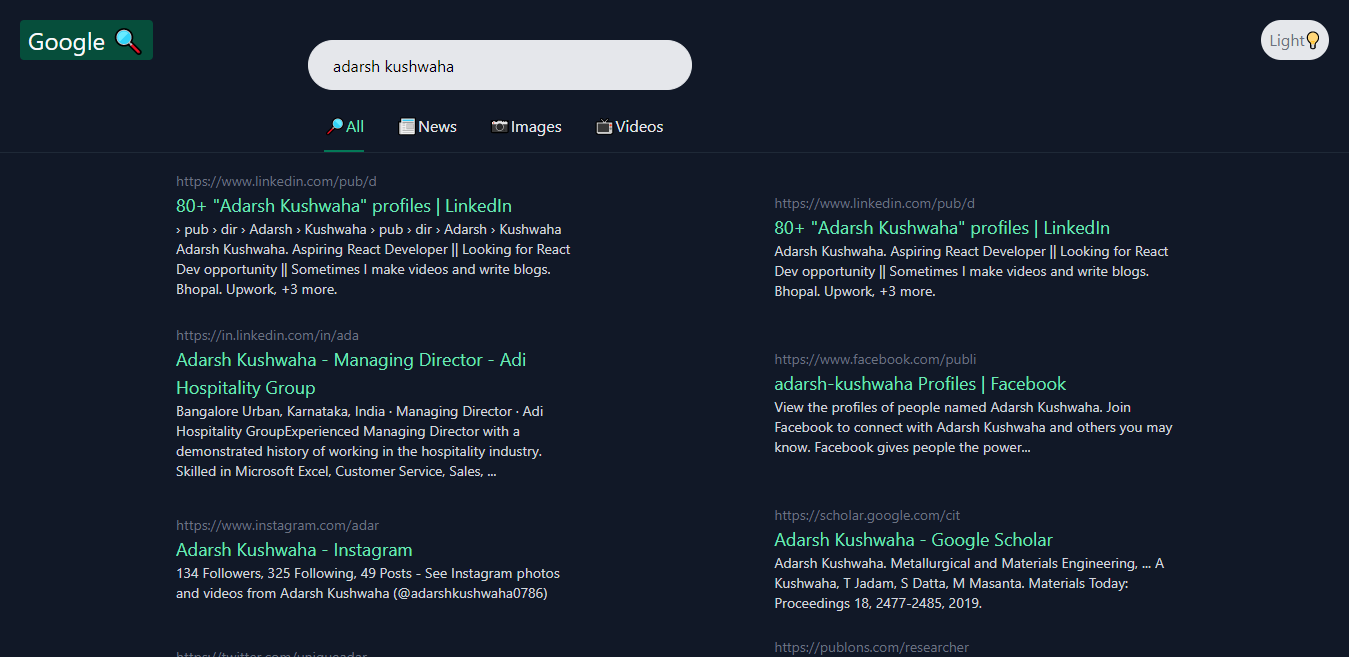 Google
Light
adarsh kushwaha
All
News
Images
Videos
https://www.linkedin.com/pub/d
80+ "Adarsh Kushwaha" profiles | LinkedIn
› pub › dir › Adarsh › Kushwaha › pub › dir › Adarsh › Kushwaha
Adarsh Kushwaha. Aspiring React Developer || Looking for React
Dev opportunity || Sometimes I make videos and write blogs.
Bhopal. Upwork, +3 more.
https://in.linkedin.com/in/ada
Adarsh Kushwaha - Managing Director - Adi
Hospitality Group
Bangalore Urban, Karnataka, India · Managing Director · Adi
Hospitality GroupExperienced Managing Director with a
demonstrated history of working in the hospitality industry.
Skilled in Microsoft Excel, Customer Service, Sales, ...
https://www.instagram.com/adar
Adarsh Kushwaha - Instagram
134 Followers, 325 Following, 49 Posts - See Instagram photos
and videos from Adarsh Kushwaha (@adarshkushwaha0786)
https://twitter.com/uniqueadar
https://www.linkedin.com/pub/d
80+ "Adarsh Kushwaha" profiles | LinkedIn
Adarsh Kushwaha. Aspiring React Developer || Looking for React
Dev opportunity || Sometimes I make videos and write blogs.
Bhopal. Upwork, +3 more.
https://www.facebook.com/publi
adarsh-kushwaha Profiles | Facebook
View the profiles of people named Adarsh Kushwaha. Join
Facebook to connect with Adarsh Kushwaha and others you may
know. Facebook gives people the power...
https://scholar.google.com/cit
Adarsh Kushwaha - Google Scholar
Adarsh Kushwaha. Metallurgical and Materials Engineering, ... A
Kushwaha, T Jadam, S Datta, M Masanta. Materials Today:
Proceedings 18, 2477-2485, 2019.
https://publons.com/researcher